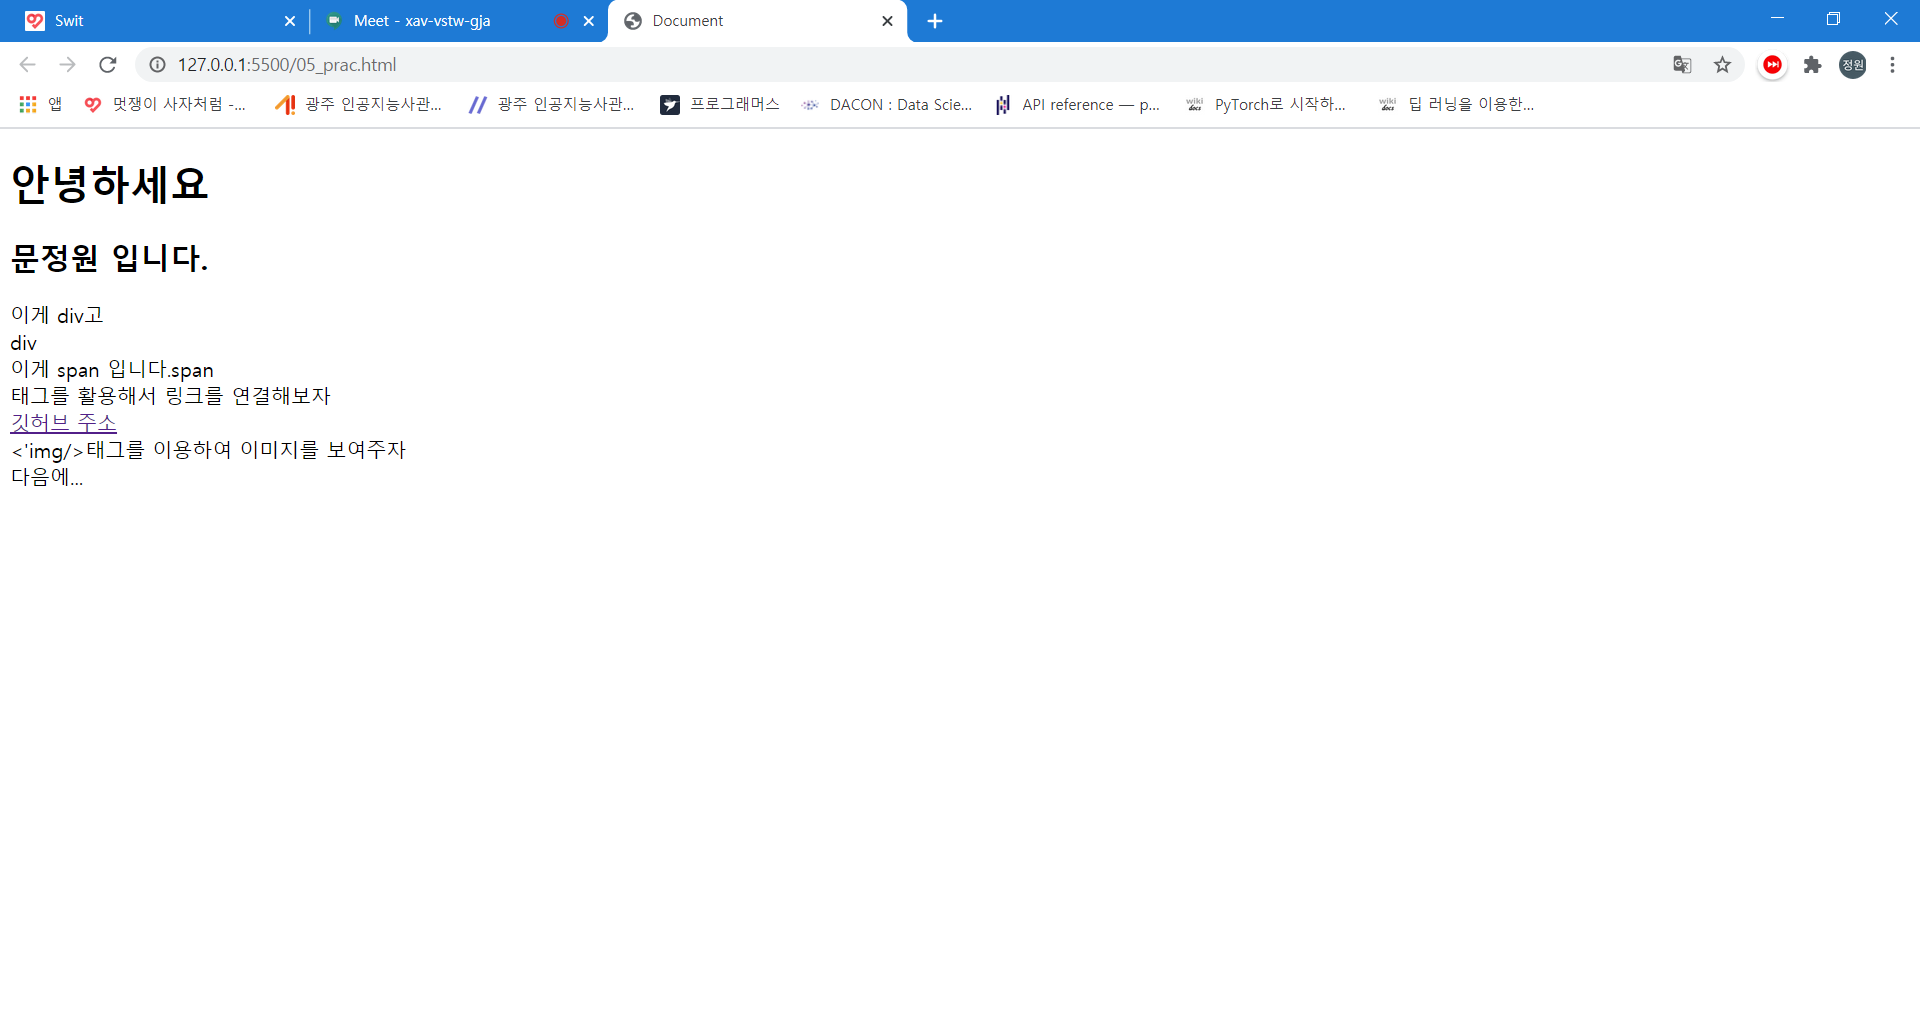 Swit
Meet - xav-vstw-gja
Document
127.0.0.1:5500/05_prac.html
정원
앱
멋쟁이 사자처럼 -...
광주 인공지능사관...
광주 인공지능사관...
프로그래머스
DACON : Data Scie...
API reference — p...
wiki docs
PyTorch로 시작하...
wiki docs
딥 러닝을 이용한...
안녕하세요
문정원 입니다.
이게 div고
div
이게 span 입니다.span
태그를 활용해서 링크를 연결해보자
깃허브 주소
<'img/>태그를 이용하여 이미지를 보여주자
다음에...